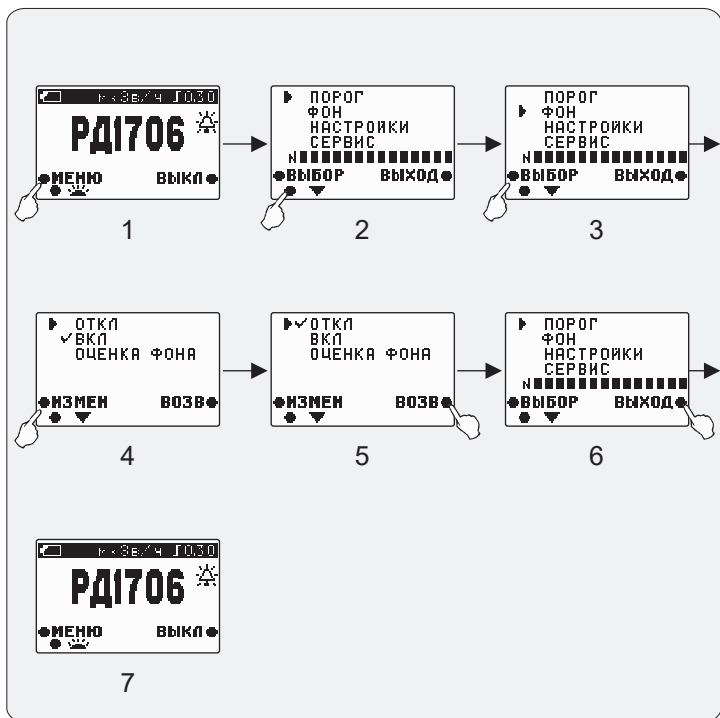 мкЗв/ч 0.30
РД1706
МЕНЮ ВЫКЛ
1
ПОРОГ
ФОН
НАСТРОЙКИ
СЕРВИС
N
ВЫБОР ВЫХОД
2
ПОРОГ
ФОН
НАСТРОЙКИ
СЕРВИС
N
ВЫБОР ВЫХОД
3
ОТКЛ
ВКЛ
ОЦЕНКА ФОНА
ИЗМЕН ВОЗВ
4
ОТКЛ
ВКЛ
ОЦЕНКА ФОНА
ИЗМЕН ВОЗВ
5
ПОРОГ
ФОН
НАСТРОЙКИ
СЕРВИС
N
ВЫБОР ВЫХОД
6
мкЗв/ч 0.30
РД1706
МЕНЮ ВЫКЛ
7